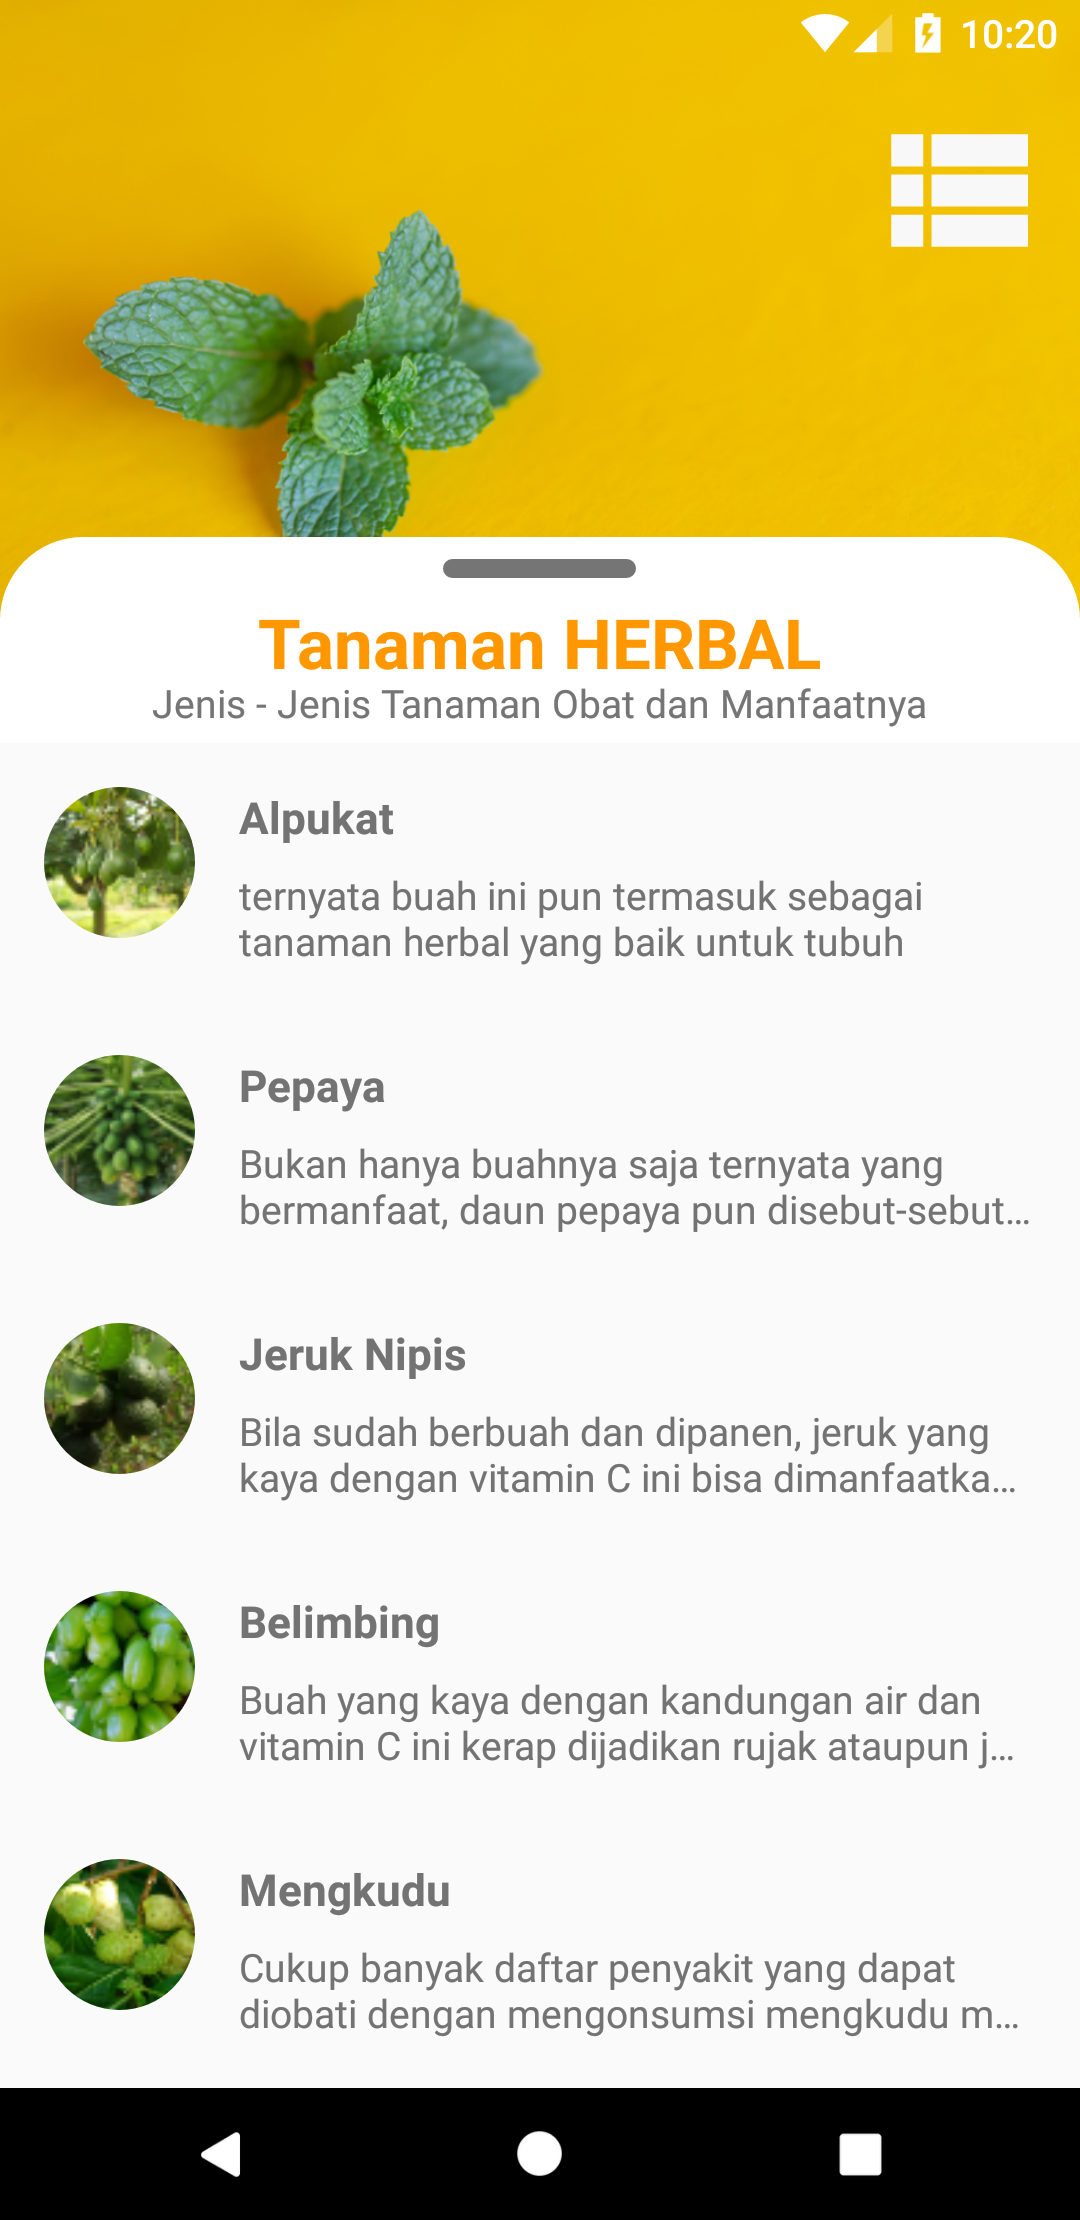 10:20
Tanaman HERBAL
Jenis - Jenis Tanaman Obat dan Manfaatnya
Alpukat
ternyata buah ini pun termasuk sebagai
tanaman herbal yang baik untuk tubuh
Pepaya
Bukan hanya buahnya saja ternyata yang
bermanfaat, daun pepaya pun disebut-sebut…
Jeruk Nipis
Bila sudah berbuah dan dipanen, jeruk yang
kaya dengan vitamin C ini bisa dimanfaatka…
Belimbing
Buah yang kaya dengan kandungan air dan
vitamin C ini kerap dijadikan rujak ataupun j…
Mengkudu
Cukup banyak daftar penyakit yang dapat
diobati dengan mengonsumsi mengkudu m…